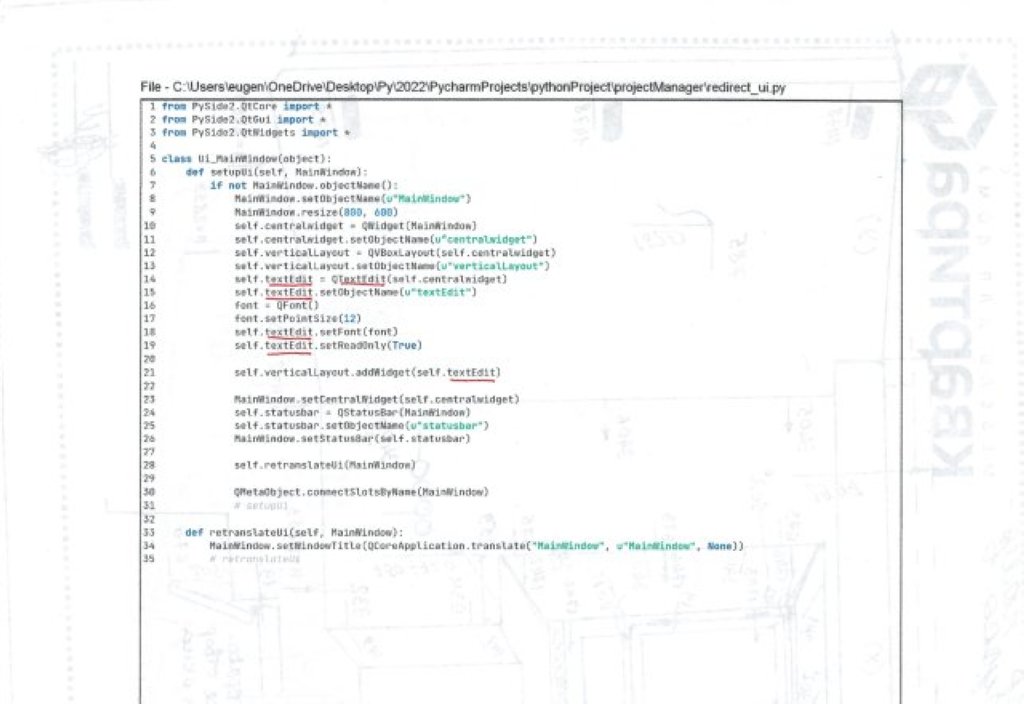 File - C:\Users\eugen\OneDrive\Desktop\Py\2022\PycharmProjects\pythonProject\projectManager\redirect_ui.py
1 from PySide2.QtCore import *
2 from PySide2.QtGui import *
3 from PySide2.QtWidgets import *
4
5 class Ui_MainWindow(object):
6 def setupUi(self, MainWindow):
7 if not MainWindow.objectName():
8 MainWindow.setObjectName(u"MainWindow")
9 MainWindow.resize(800, 600)
10 self.centralwidget = QWidget(MainWindow)
11 self.centralwidget.setObjectName(u"centralwidget")
12 self.verticalLayout = QVBoxLayout(self.centralwidget)
13 self.verticalLayout.setObjectName(u"verticalLayout")
14 self.textEdit = QTextEdit(self.centralwidget)
15 self.textEdit.setObjectName(u"textEdit")
16 font = QFont()
17 font.setPointSize(12)
18 self.textEdit.setFont(font)
19 self.textEdit.setReadOnly(True)
20
21 self.verticalLayout.addWidget(self.textEdit)
22
23 MainWindow.setCentralWidget(self.centralwidget)
24 self.statusbar = QStatusBar(MainWindow)
25 self.statusbar.setObjectName(u"statusbar")
26 MainWindow.setStatusBar(self.statusbar)
27
28 self.retranslateUi(MainWindow)
29
30 QMetaObject.connectSlotsByName(MainWindow)
31 # setupUi
32
33 def retranslateUi(self, MainWindow):
34 MainWindow.setWindowTitle(QCoreApplication.translate("MainWindow", u"MainWindow", None))
35 # retranslateUi